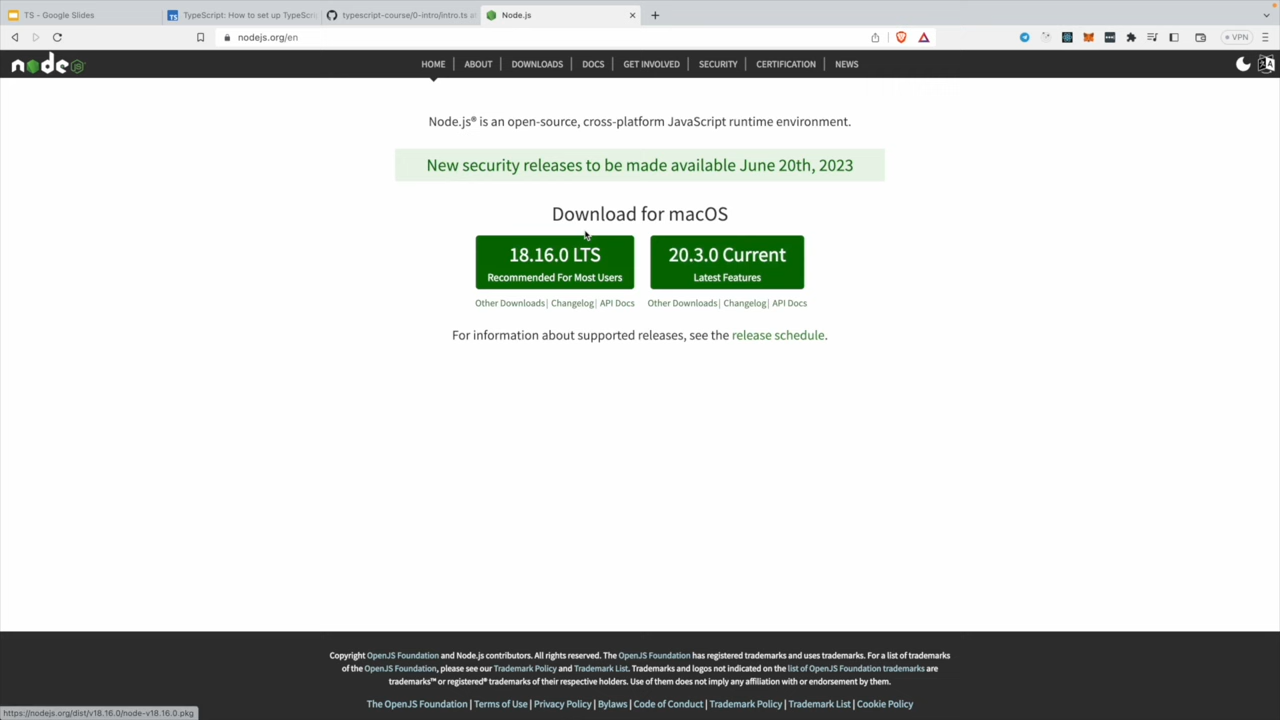 TS - Google Slides
TS TypeScript: How to set up TypeScri
typescript-course/0-intro/intro.ts a
Node.js
nodejs.org/en
VPN
node
HOME | ABOUT | DOWNLOADS | DOCS | GET INVOLVED | SECURITY | CERTIFICATION | NEWS
Node.js® is an open-source, cross-platform JavaScript runtime environment.
New security releases to be made available June 20th, 2023
Download for macOS
18.16.0 LTS
Recommended For Most Users
20.3.0 Current
Latest Features
Other Downloads | Changelog | API Docs
Other Downloads | Changelog | API Docs
For information about supported releases, see the release schedule.
Copyright OpenJS Foundation and Node.js contributors. All rights reserved. The OpenJS Foundation has registered trademarks and uses trademarks. For a list of trademarks
of the OpenJS Foundation, please see our Trademark Policy and Trademark List. Trademarks and logos not indicated on the list of OpenJS Foundation trademarks are
trademarks™ or registered® trademarks of their respective holders. Use of them does not imply any affiliation with or endorsement by them.
The OpenJS Foundation | Terms of Use | Privacy Policy | Bylaws | Code of Conduct | Trademark Policy | Trademark List | Cookie Policy
https://nodejs.org/dist/v18.16.0/node-v18.16.0.pkg